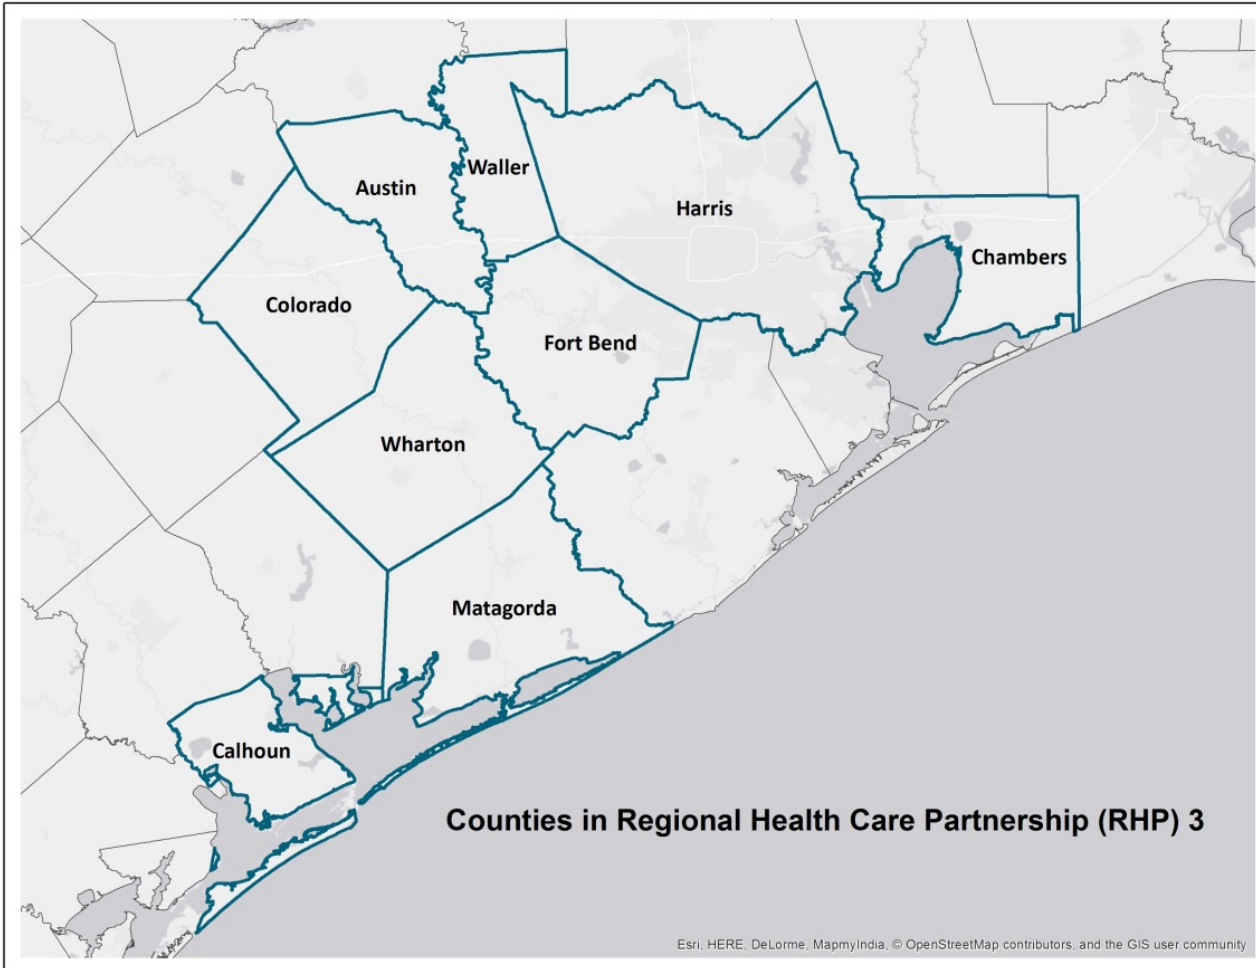 Waller
Austin
Harris
Chambers
Colorado
Fort Bend
Wharton
Matagorda
Calhoun
Counties in Regional Health Care Partnership (RHP) 3
Esri, HERE, DeLorme, MapmyIndia, © OpenStreetMap contributors, and the GIS user community